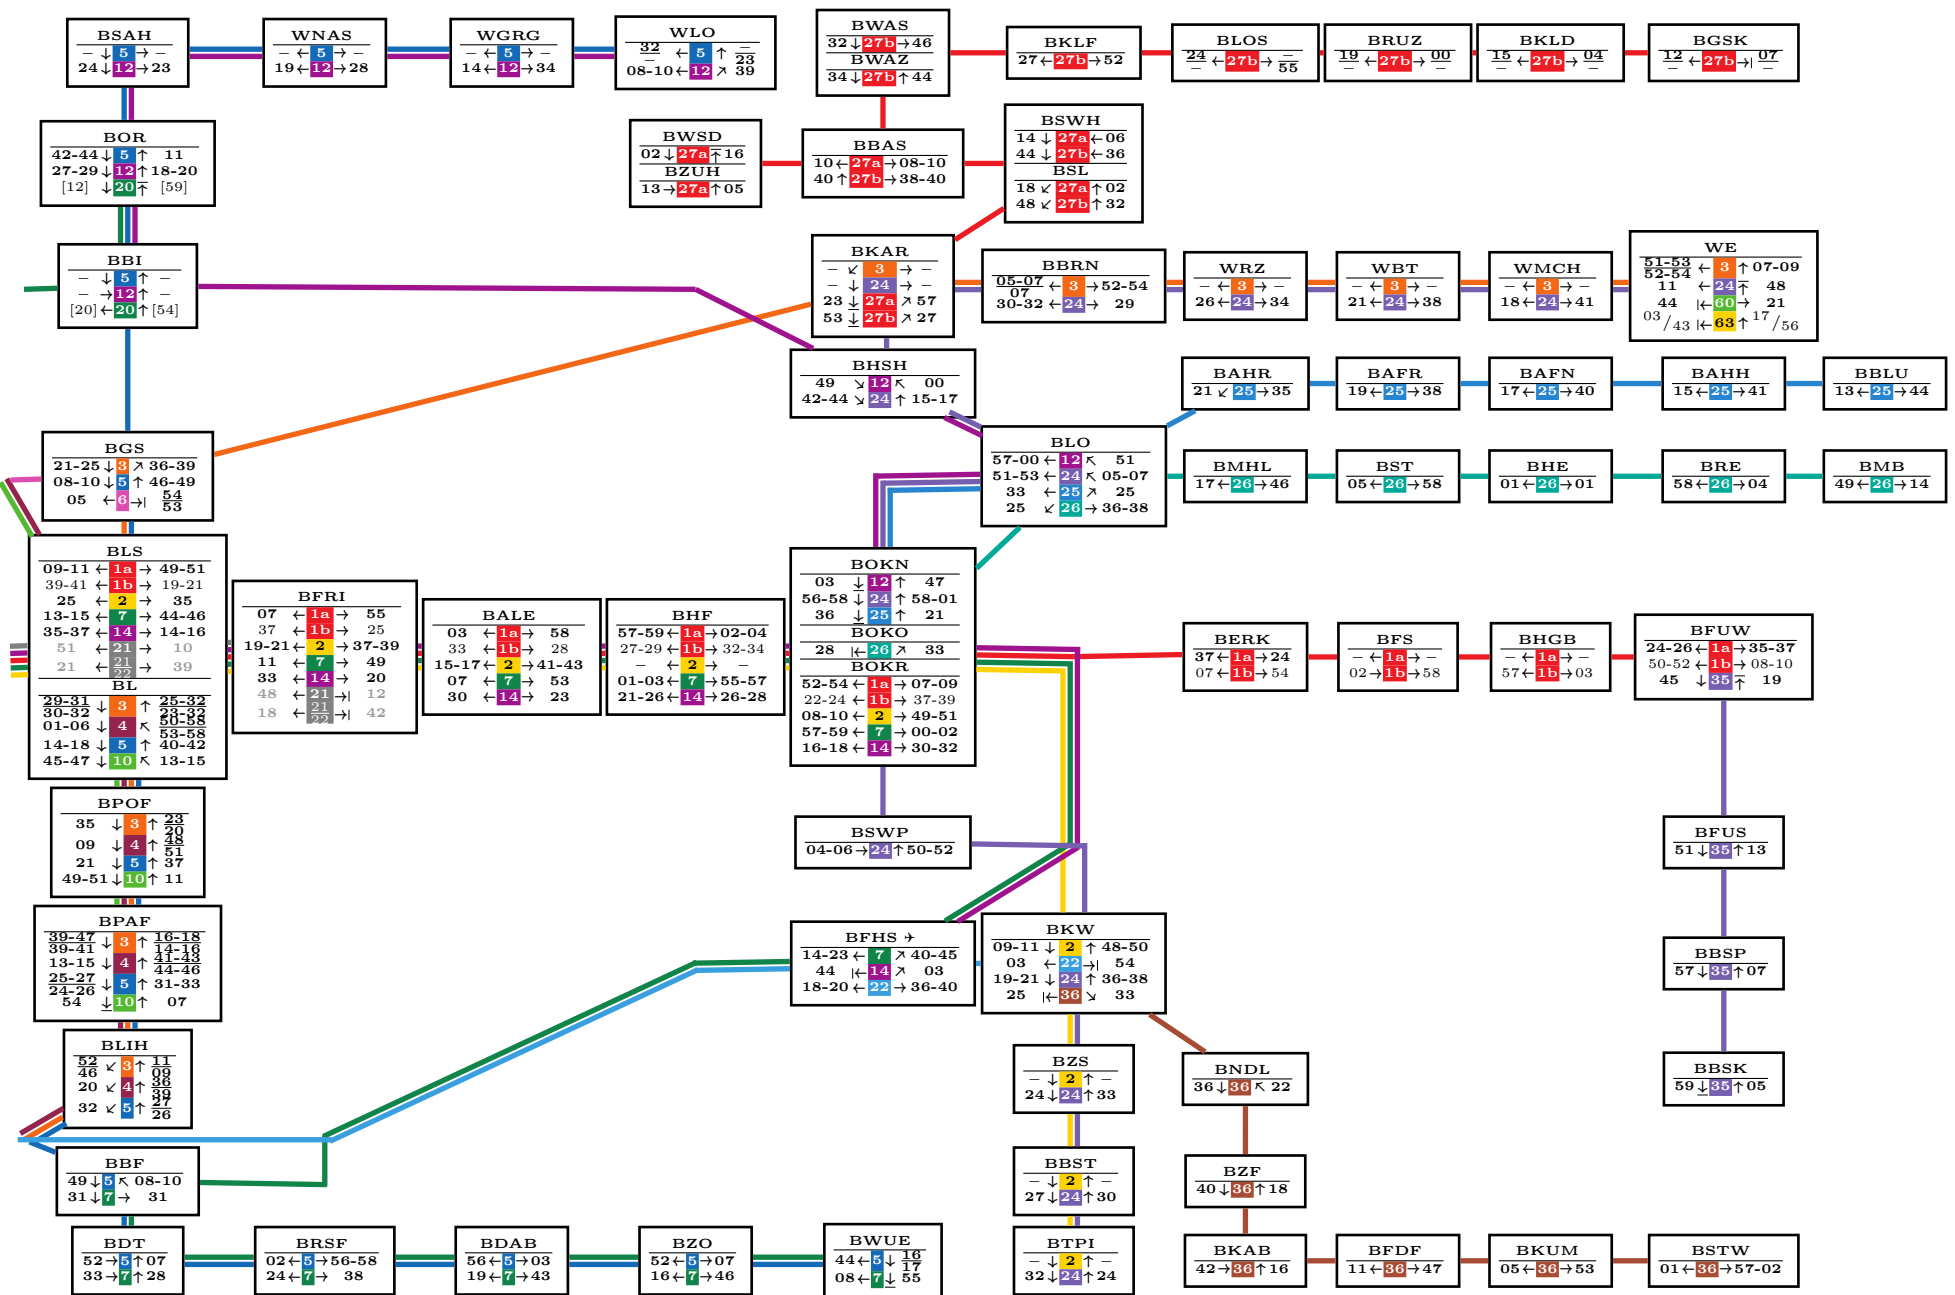 BSAH
– ↓ 5 → –
24 ↓ 12 → 23
WNAS
– ← 5 → –
19 ← 12 → 28
WGRG
– ← 5 → –
14 ← 12 → 34
WLO
32/– ← 5 ↑ –/23
08-10 ← 12 ↗ 39
BWAS
32 ↓ 27b → 46
BWAZ
34 ↓ 27b ↑ 44
BKLF
27 ← 27b → 52
BLOS
24/– ← 27b → –/55
BRUZ
19/– ← 27b → 00/–
BKLD
15/– ← 27b → 04/–
BGSK
12/– ← 27b →| 07/–
BOR
42-44 ↓ 5 ↑ 11
27-29 ↓ 12 ↑ 18-20
[12] ↓ 20 ↑ [59]
BWSD
02 ↓ 27a ↑ 16
BZUH
13 → 27a ↑ 05
BBAS
10 ← 27a → 08-10
40 ↑ 27b → 38-40
BSWH
14 ↓ 27a ← 06
44 ↓ 27b ← 36
BSL
18 ↙ 27a ↑ 02
48 ↙ 27b ↑ 32
BBI
– ↓ 5 ↑ –
– → 12 ↑ –
[20] ← 20 ↑ [54]
BKAR
– ↙ 3 → –
– ↓ 24 → –
23 ↓ 27a ↗ 57
53 ↓ 27b ↗ 27
BBRN
05-07/07 ← 3 → 52-54
30-32 ← 24 → 29
WRZ
– ← 3 → –
26 ← 24 → 34
WBT
– ← 3 → –
21 ← 24 → 38
WMCH
– ← 3 → –
18 ← 24 → 41
WE
51-53/52-54 ← 3 ↑ 07-09
11 ← 24 ↑ 48
44 |← 60 → 21
03/43 |← 63 ↑ 17/56
BHSH
49 ↘ 12 ↖ 00
42-44 ↘ 24 ↑ 15-17
BAHR
21 ↙ 25 → 35
BAFR
19 ← 25 → 38
BAFN
17 ← 25 → 40
BAHH
15 ← 25 → 41
BBLU
13 ← 25 → 44
BGS
21-25 ↓ 3 ↗ 36-39
08-10 ↓ 5 ↑ 46-49
05 ← 6 →| 54/53
BLO
57-00 ← 12 ↖ 51
51-53 ← 24 ↖ 05-07
33 ← 25 ↗ 25
25 ↙ 26 → 36-38
BMHL
17 ← 26 → 46
BST
05 ← 26 → 58
BHE
01 ← 26 → 01
BRE
58 ← 26 → 04
BMB
49 ← 26 → 14
BLS
09-11 ← 1a → 49-51
39-41 ← 1b → 19-21
25 ← 2 → 35
13-15 ← 7 → 44-46
35-37 ← 14 → 14-16
51 ← 21 → 10
21 ← 21/22 → 39
BL
29-31/30-32 ↓ 3 ↑ 25-32/23-32
01-06 ↓ 4 ↖ 50-58/53-58
14-18 ↓ 5 ↑ 40-42
45-47 ↓ 10 ↖ 13-15
BFRI
07 ← 1a → 55
37 ← 1b → 25
19-21 ← 2 → 37-39
11 ← 7 → 49
33 ← 14 → 20
48 ← 21 →| 12
18 ← 21/22 →| 42
BALE
03 ← 1a → 58
33 ← 1b → 28
15-17 ← 2 → 41-43
07 ← 7 → 53
30 ← 14 → 23
BHF
57-59 ← 1a → 02-04
27-29 ← 1b → 32-34
– ← 2 → –
01-03 ← 7 → 55-57
21-26 ← 14 → 26-28
BOKN
03 ↓ 12 ↑ 47
56-58 ↓ 24 ↑ 58-01
36 ↓ 25 ↑ 21
BOKO
28 |← 26 ↗ 33
BOKR
52-54 ← 1a → 07-09
22-24 ← 1b → 37-39
08-10 ← 2 → 49-51
57-59 ← 7 → 00-02
16-18 ← 14 → 30-32
BERK
37 ← 1a → 24
07 ← 1b → 54
BFS
– ← 1a → –
02 → 1b → 58
BHGB
– ← 1a → –
57 ← 1b → 03
BFUW
24-26 ← 1a → 35-37
50-52 ← 1b → 08-10
45 ↓ 35 ↑ 19
BPOF
35 ↓ 3 ↑ 23/20
09 ↓ 4 ↑ 48/51
21 ↓ 5 ↑ 37
49-51 ↓ 10 ↑ 11
BSWP
04-06 → 24 ↑ 50-52
BFUS
51 ↓ 35 ↑ 13
BPAF
39-47/39-41 ↓ 3 ↑ 16-18/14-16
13-15 ↓ 4 ↑ 41-43/44-46
25-27/24-26 ↓ 5 ↑ 31-33
54 ↓ 10 ↑ 07
BFHS ✈
14-23 ← 7 ↗ 40-45
44 |← 14 ↗ 03
18-20 ← 22 → 36-40
BKW
09-11 ↓ 2 ↑ 48-50
03 ← 22 →| 54
19-21 ↓ 24 ↑ 36-38
25 |← 36 ↘ 33
BBSP
57 ↓ 35 ↑ 07
BLIH
52/46 ↙ 3 ↑ 11/09
20 ↙ 4 ↑ 36/39
32 ↙ 5 ↑ 27/26
BZS
– ↓ 2 ↑ –
24 ↓ 24 ↑ 33
BNDL
36 ↓ 36 ↖ 22
BBSK
59 ↓ 35 ↑ 05
BBF
49 ↓ 5 ↖ 08-10
31 ↓ 7 → 31
BBST
– ↓ 2 ↑ –
27 ↓ 24 ↑ 30
BZF
40 ↓ 36 ↑ 18
BDT
52 → 5 ↑ 07
33 → 7 ↑ 28
BRSF
02 ← 5 → 56-58
24 ← 7 → 38
BDAB
56 ← 5 → 03
19 ← 7 → 43
BZO
52 ← 5 → 07
16 ← 7 → 46
BWUE
44 ← 5 ↓ 16/17
08 ← 7 ↓ 55
BTPI
– ↓ 2 ↑ –
32 ↓ 24 ↑ 24
BKAB
42 → 36 ↑ 16
BFDF
11 ← 36 → 47
BKUM
05 ← 36 → 53
BSTW
01 ← 36 → 57-02